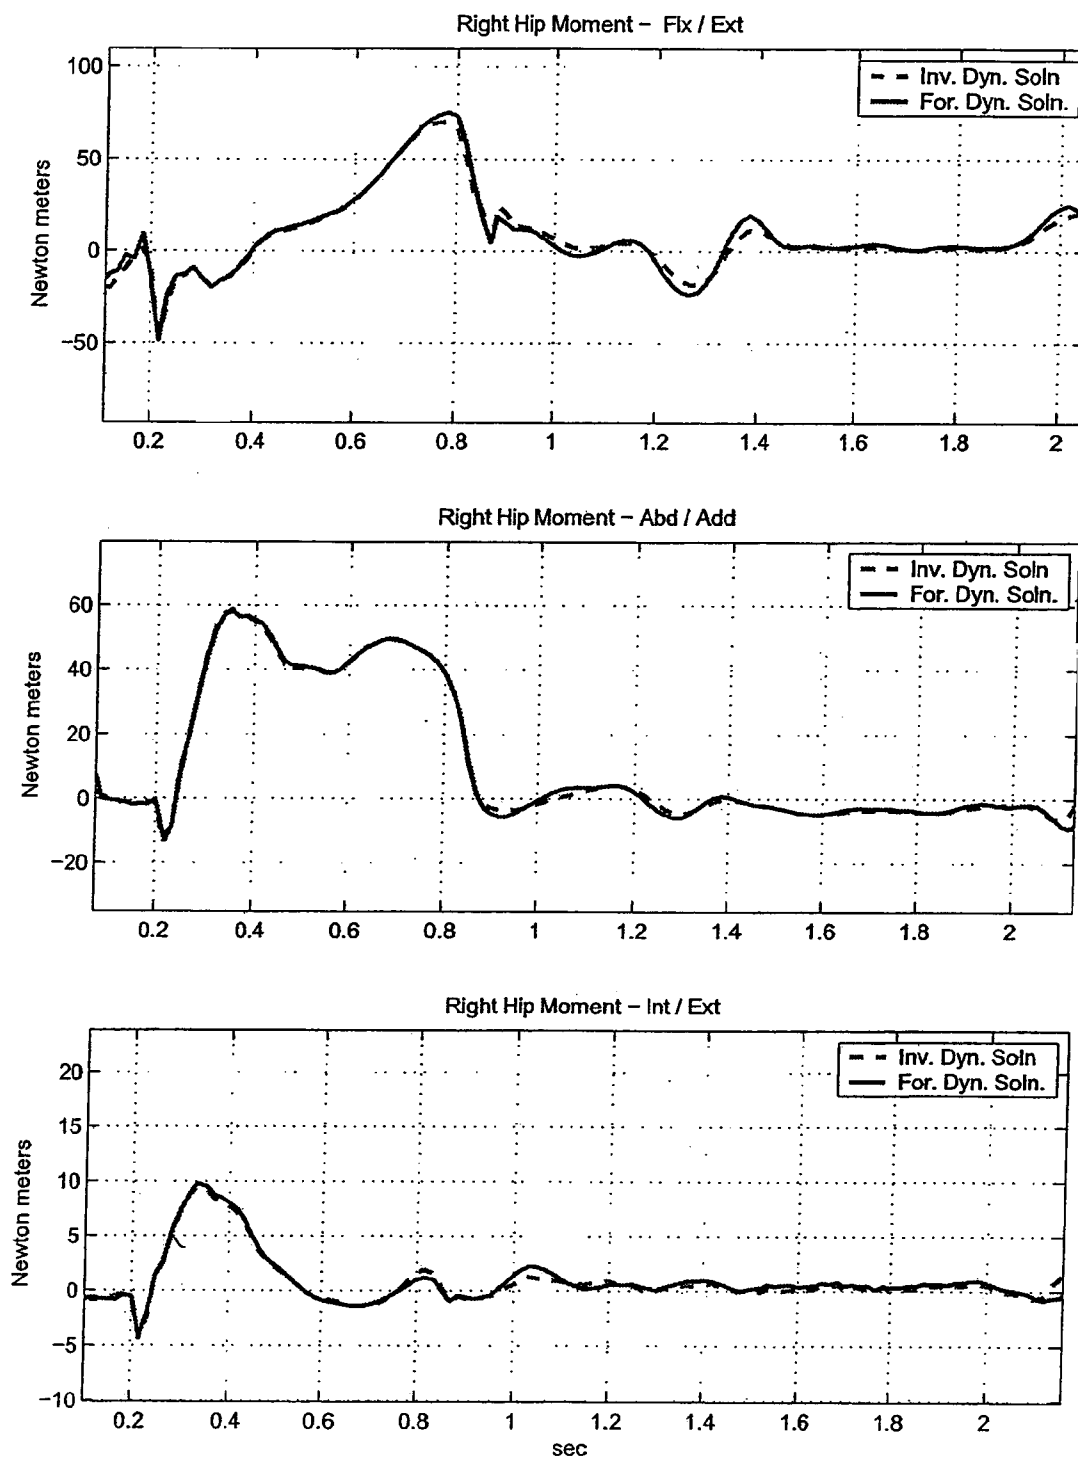 Right Hip Moment – Flx / Ext
Inv. Dyn. Soln
For. Dyn. Soln.
Newton meters
100
50
0
−50
0.2 0.4 0.6 0.8 1 1.2 1.4 1.6 1.8 2
Right Hip Moment – Abd / Add
Inv. Dyn. Soln
For. Dyn. Soln.
Newton meters
60
40
20
0
−20
0.2 0.4 0.6 0.8 1 1.2 1.4 1.6 1.8 2
Right Hip Moment – Int / Ext
Inv. Dyn. Soln
For. Dyn. Soln.
Newton meters
20
15
10
5
0
−5
−10
0.2 0.4 0.6 0.8 1 1.2 1.4 1.6 1.8 2
sec